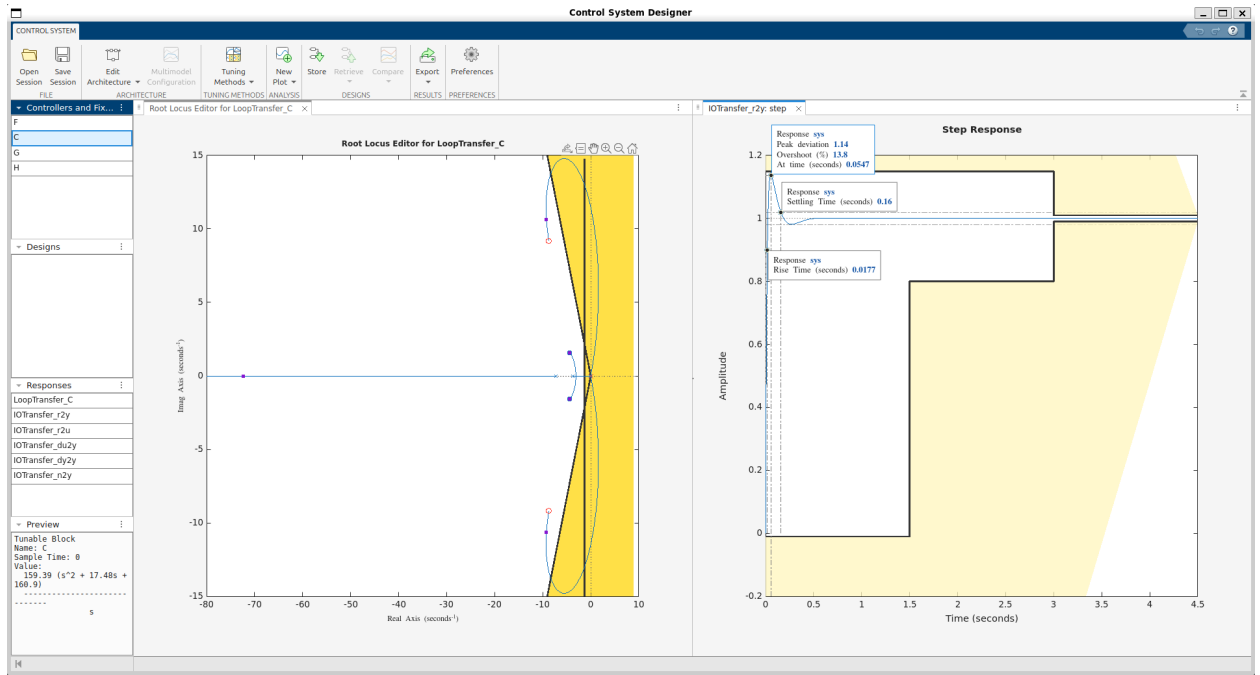 Control System Designer
CONTROL SYSTEM
Open Session
Save Session
Edit Architecture
Multimodel Configuration
Tuning Methods
New Plot
Store
Retrieve
Compare
Export
Preferences
FILE
ARCHITECTURE
TUNING METHODS
ANALYSIS
DESIGNS
RESULTS
PREFERENCES
Controllers and Fix...
F
C
G
H
Designs
Responses
LoopTransfer_C
IOTransfer_r2y
IOTransfer_r2u
IOTransfer_du2y
IOTransfer_dy2y
IOTransfer_n2y
Preview
Tunable Block
Name: C
Sample Time: 0
Value:
159.39 (s^2 + 17.48s +
160.9)
-----------------------
-------
s
Root Locus Editor for LoopTransfer_C
Root Locus Editor for LoopTransfer_C
15
10
5
0
-5
-10
-15
-80 -70 -60 -50 -40 -30 -20 -10 0 10
Real Axis (seconds-1)
Imag Axis (seconds-1)
IOTransfer_r2y: step
Step Response
Response sys
Peak deviation 1.14
Overshoot (%) 13.8
At time (seconds) 0.0547
Response sys
Settling Time (seconds) 0.16
Response sys
Rise Time (seconds) 0.0177
1.2
1
0.8
0.6
0.4
0.2
0
-0.2
0 0.5 1 1.5 2 2.5 3 3.5 4 4.5
Time (seconds)
Amplitude